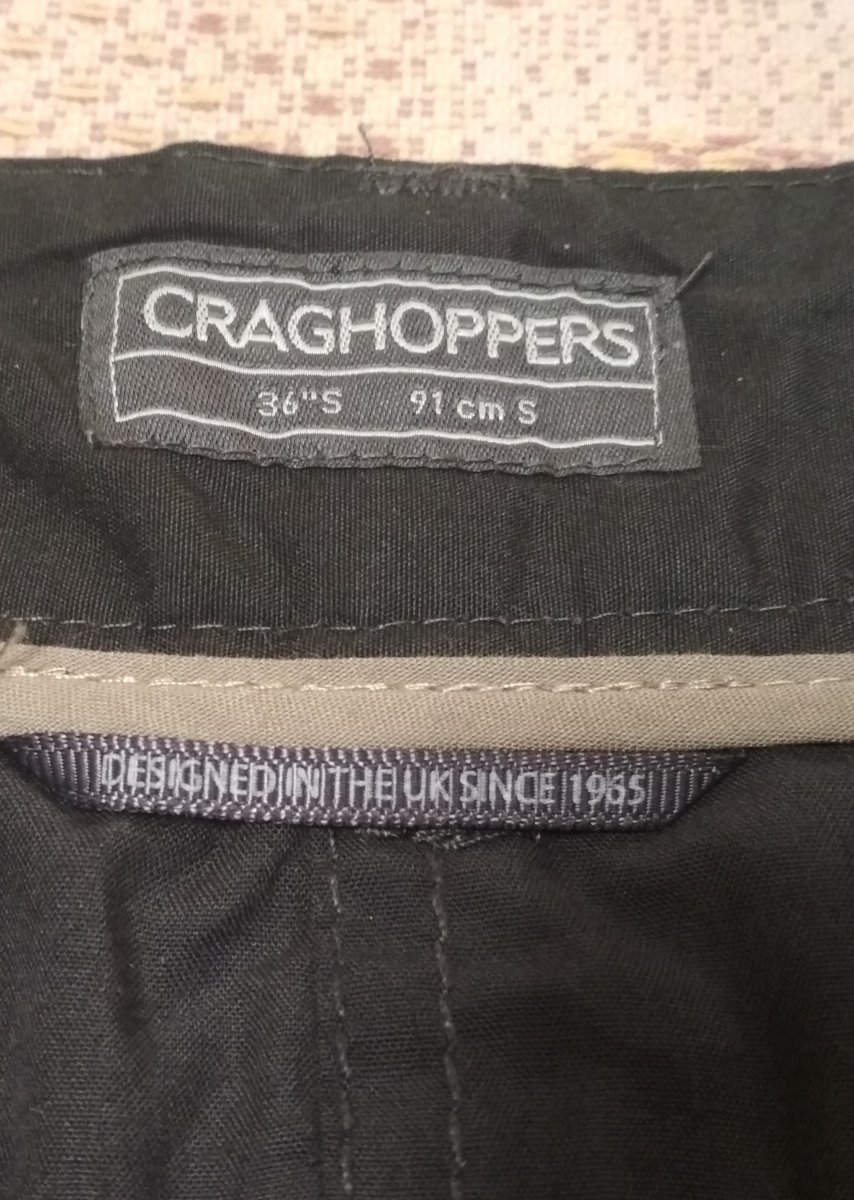 CRAGHOPPERS
36"S 91 cm S
DESIGNED IN THE UK SINCE 1965